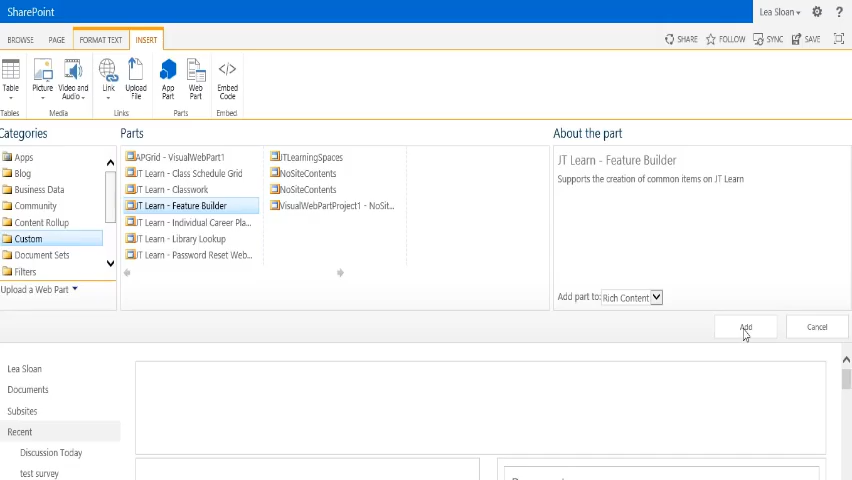 SharePoint
Lea Sloan
?
BROWSE PAGE FORMAT TEXT INSERT
SHARE FOLLOW SYNC SAVE
Table Picture Video and Audio Link Upload File App Part Web Part Embed Code
Tables Media Links Parts Embed
Categories
Parts
About the part
Apps
Blog
Business Data
Community
Content Rollup
Custom
Document Sets
Filters
Upload a Web Part
APGrid - VisualWebPart1
JT Learn - Class Schedule Grid
JT Learn - Classwork
JT Learn - Feature Builder
JT Learn - Individual Career Pla...
JT Learn - Library Lookup
JT Learn - Password Reset Web...
JTLearningSpaces
NoSiteContents
NoSiteContents
VisualWebPartProject1 - NoSit...
JT Learn - Feature Builder
Supports the creation of common items on JT Learn
Add part to: Rich Content
Add Cancel
Lea Sloan
Documents
Subsites
Recent
Discussion Today
test survey